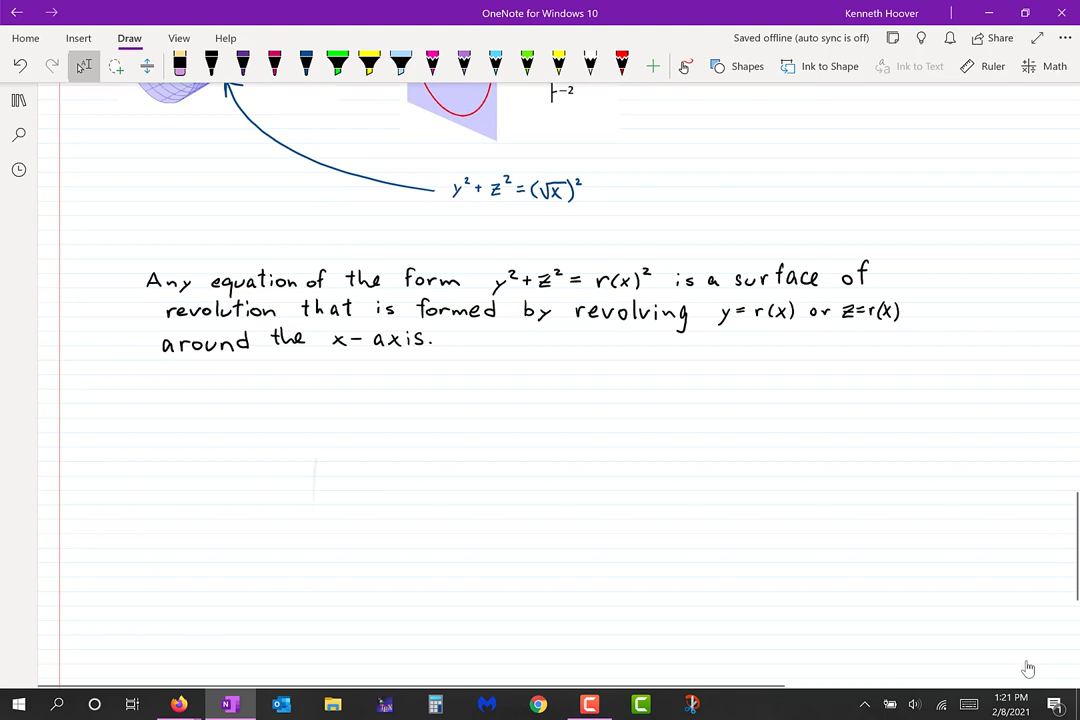 OneNote for Windows 10
Kenneth Hoover
Home Insert Draw View Help
Saved offline (auto sync is off)
Share
Shapes
Ink to Shape
Ink to Text
Ruler
Math
-2
y² + z² = (√x)²
Any equation of the form y² + z² = r(x)² is a surface of
revolution that is formed by revolving y = r(x) or z = r(x)
around the x-axis.
1:21 PM
2/8/2021